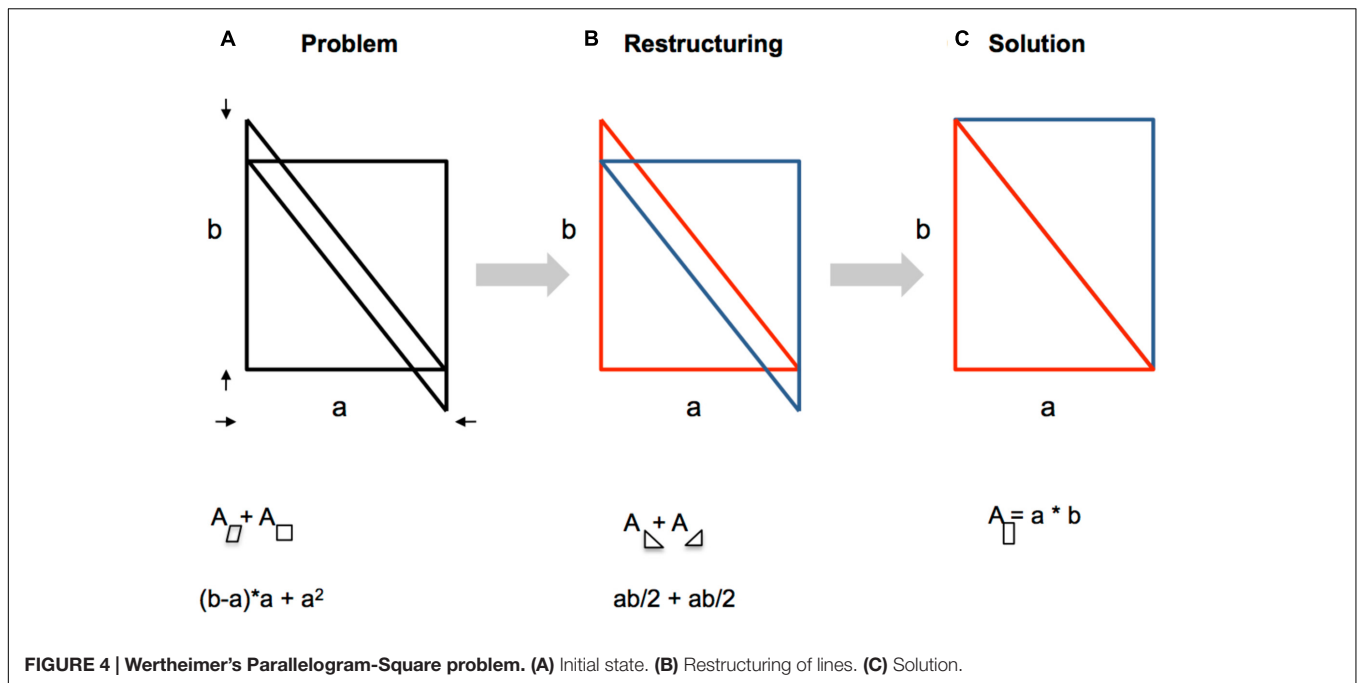 A Problem
B Restructuring
C Solution
b
a
b
a
b
a
A + A
(b-a)*a + a²
A + A
ab/2 + ab/2
A = a * b
FIGURE 4 | Wertheimer's Parallelogram-Square problem. (A) Initial state. (B) Restructuring of lines. (C) Solution.